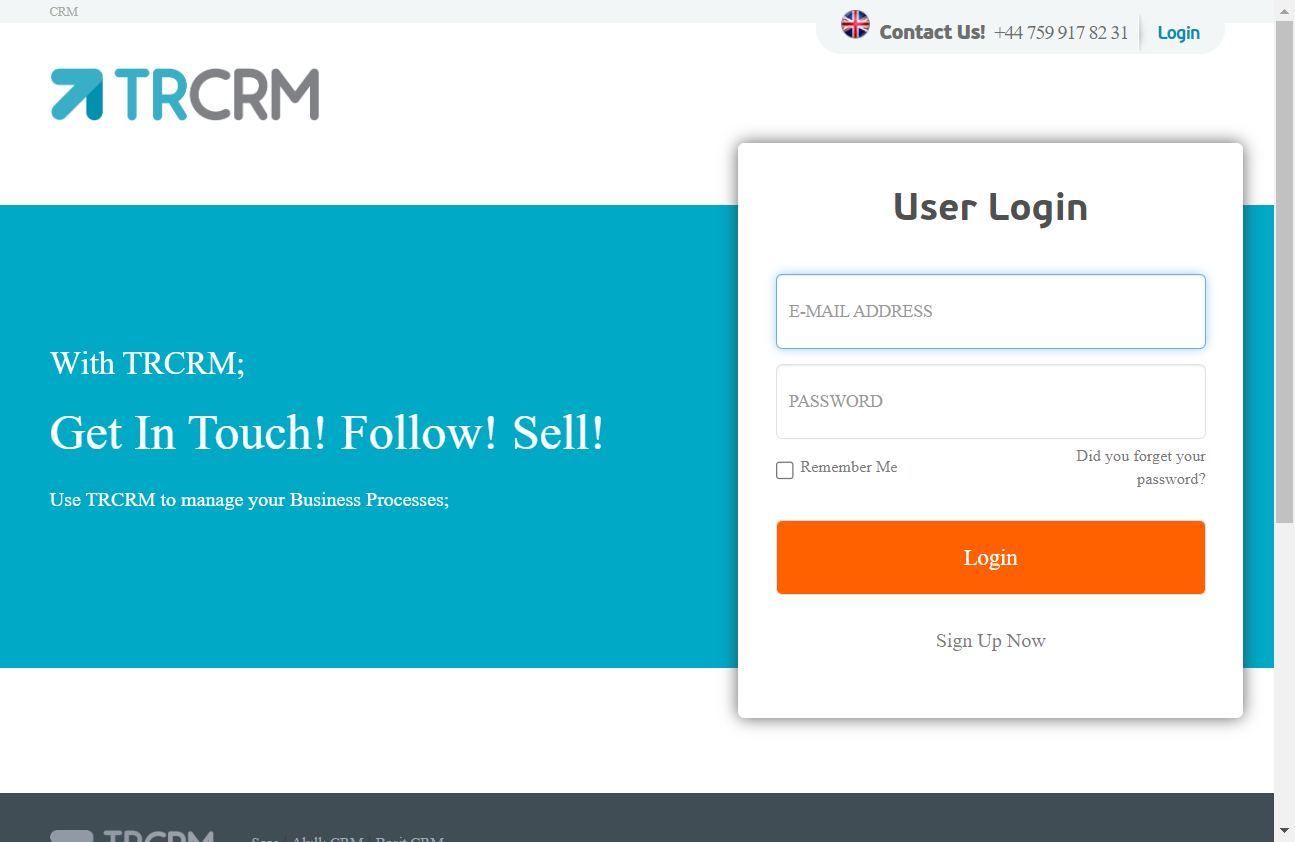 CRM
Contact Us! +44 759 917 82 31 Login
TRCRM
User Login
E-MAIL ADDRESS
PASSWORD
Remember Me
Did you forget your
password?
Login
Sign Up Now
With TRCRM;
Get In Touch! Follow! Sell!
Use TRCRM to manage your Business Processes;
TRCRM
CRM
CRM